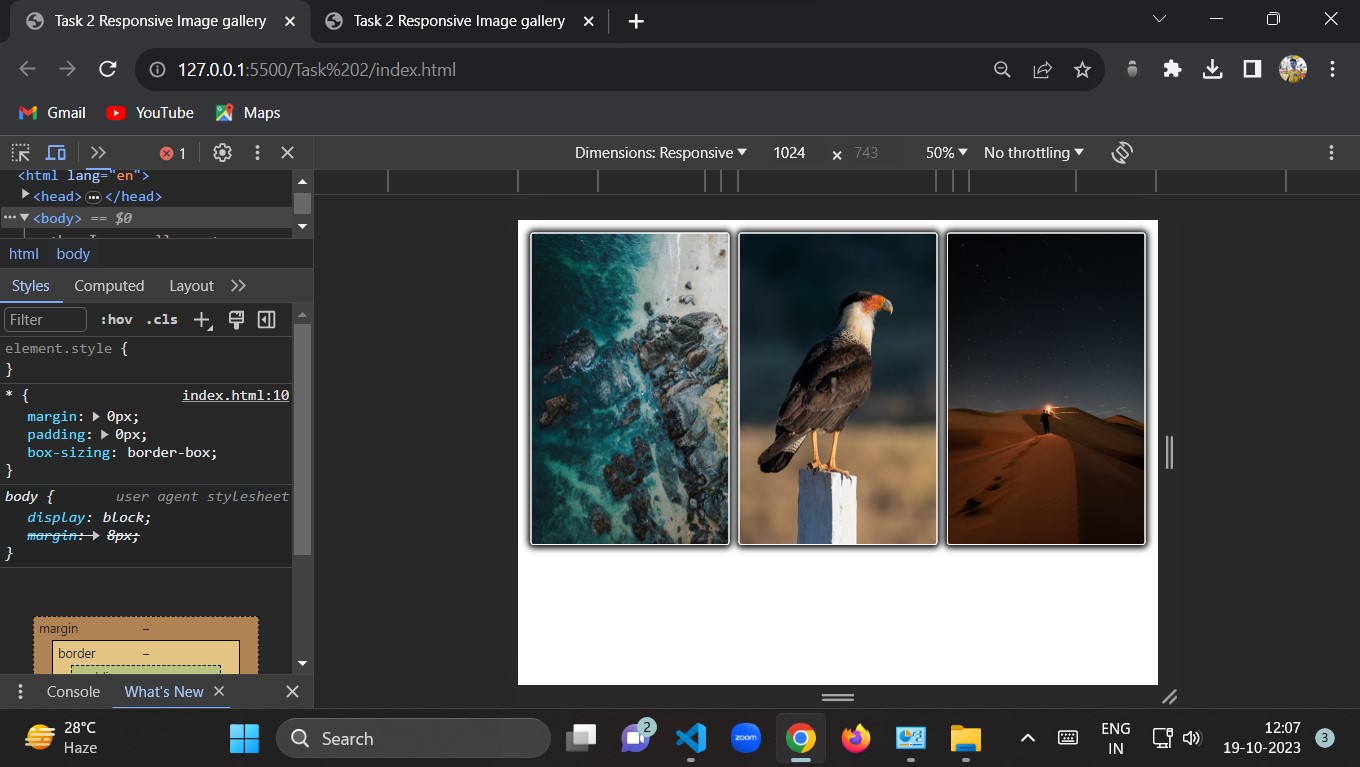 Task 2 Responsive Image gallery
Task 2 Responsive Image gallery
127.0.0.1:5500/Task%202/index.html
Gmail
YouTube
Maps
1
Dimensions: Responsive
1024
743
50%
No throttling
<html lang="en">
<head> </head>
<body> == $0
html body
Styles Computed Layout
Filter :hov .cls
element.style {
}
* { index.html:10
margin: 0px;
padding: 0px;
box-sizing: border-box;
}
body { user agent stylesheet
display: block;
margin: 8px;
}
margin –
border –
Console What's New
28°C
Haze
Search
2
zoom
ENG
IN
12:07
19-10-2023
3